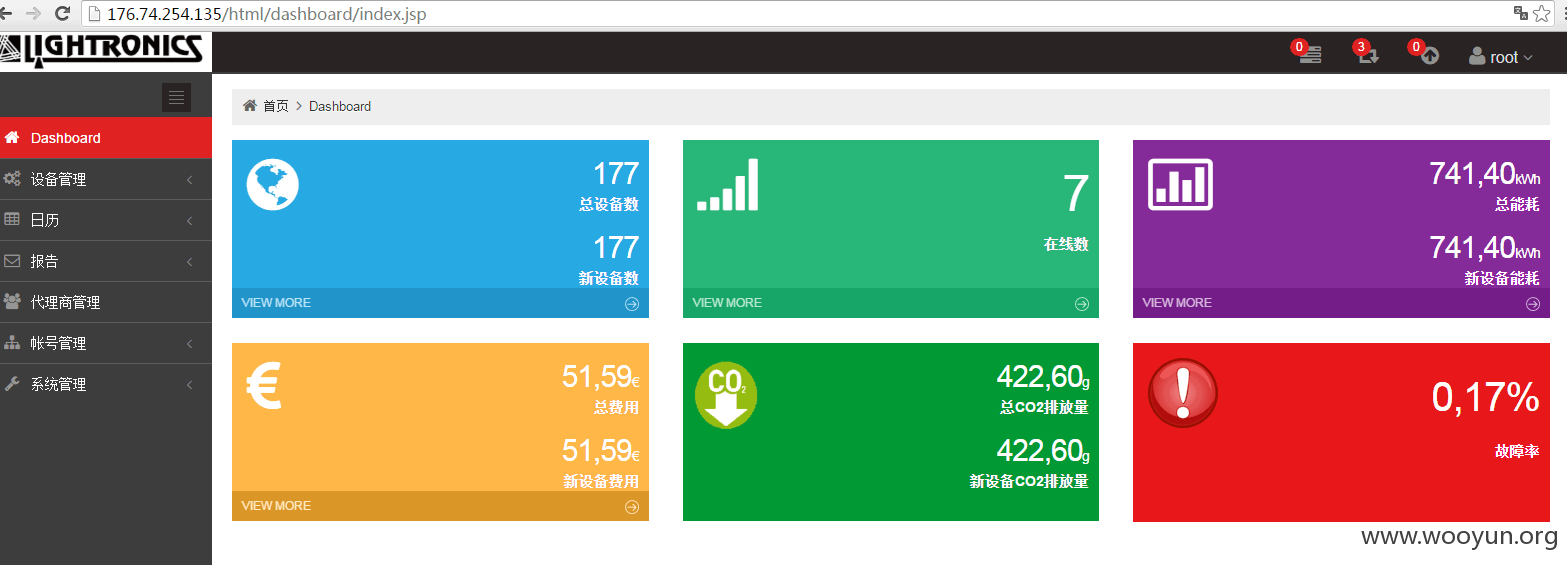 176.74.254.135/html/dashboard/index.jsp
LIGHTRONICS
0
3
0
root
首页 > Dashboard
Dashboard
设备管理
日历
报告
代理商管理
帐号管理
系统管理
177
总设备数
177
新设备数
VIEW MORE
7
在线数
VIEW MORE
741,40kWh
总能耗
741,40kWh
新设备能耗
VIEW MORE
51,59€
总费用
51,59€
新设备费用
VIEW MORE
CO2
422,60g
总CO2排放量
422,60g
新设备CO2排放量
0,17%
故障率
www.wooyun.org